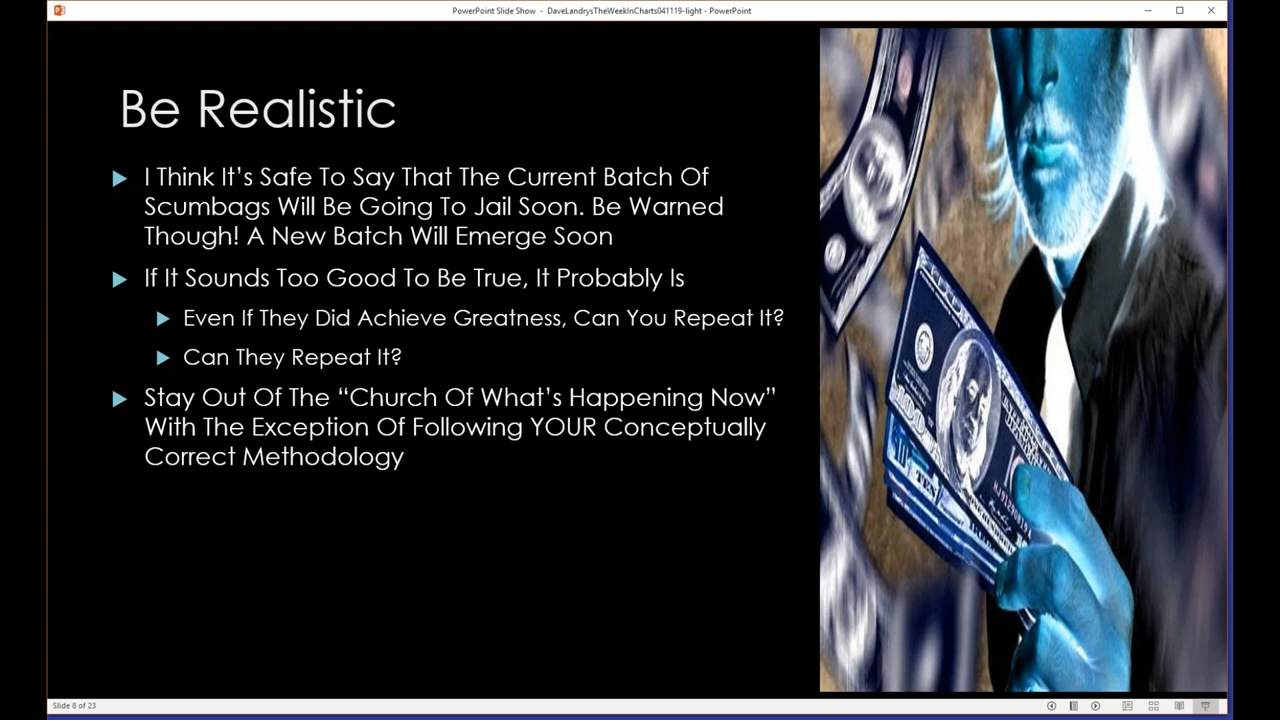 PowerPoint Slide Show - DaveLandrysTheWeekInCharts041119-light - PowerPoint
Be Realistic
I Think It's Safe To Say That The Current Batch Of
Scumbags Will Be Going To Jail Soon. Be Warned
Though! A New Batch Will Emerge Soon
If It Sounds Too Good To Be True, It Probably Is
Even If They Did Achieve Greatness, Can You Repeat It?
Can They Repeat It?
Stay Out Of The “Church Of What’s Happening Now”
With The Exception Of Following YOUR Conceptually
Correct Methodology
100
TEN
Slide 8 of 23